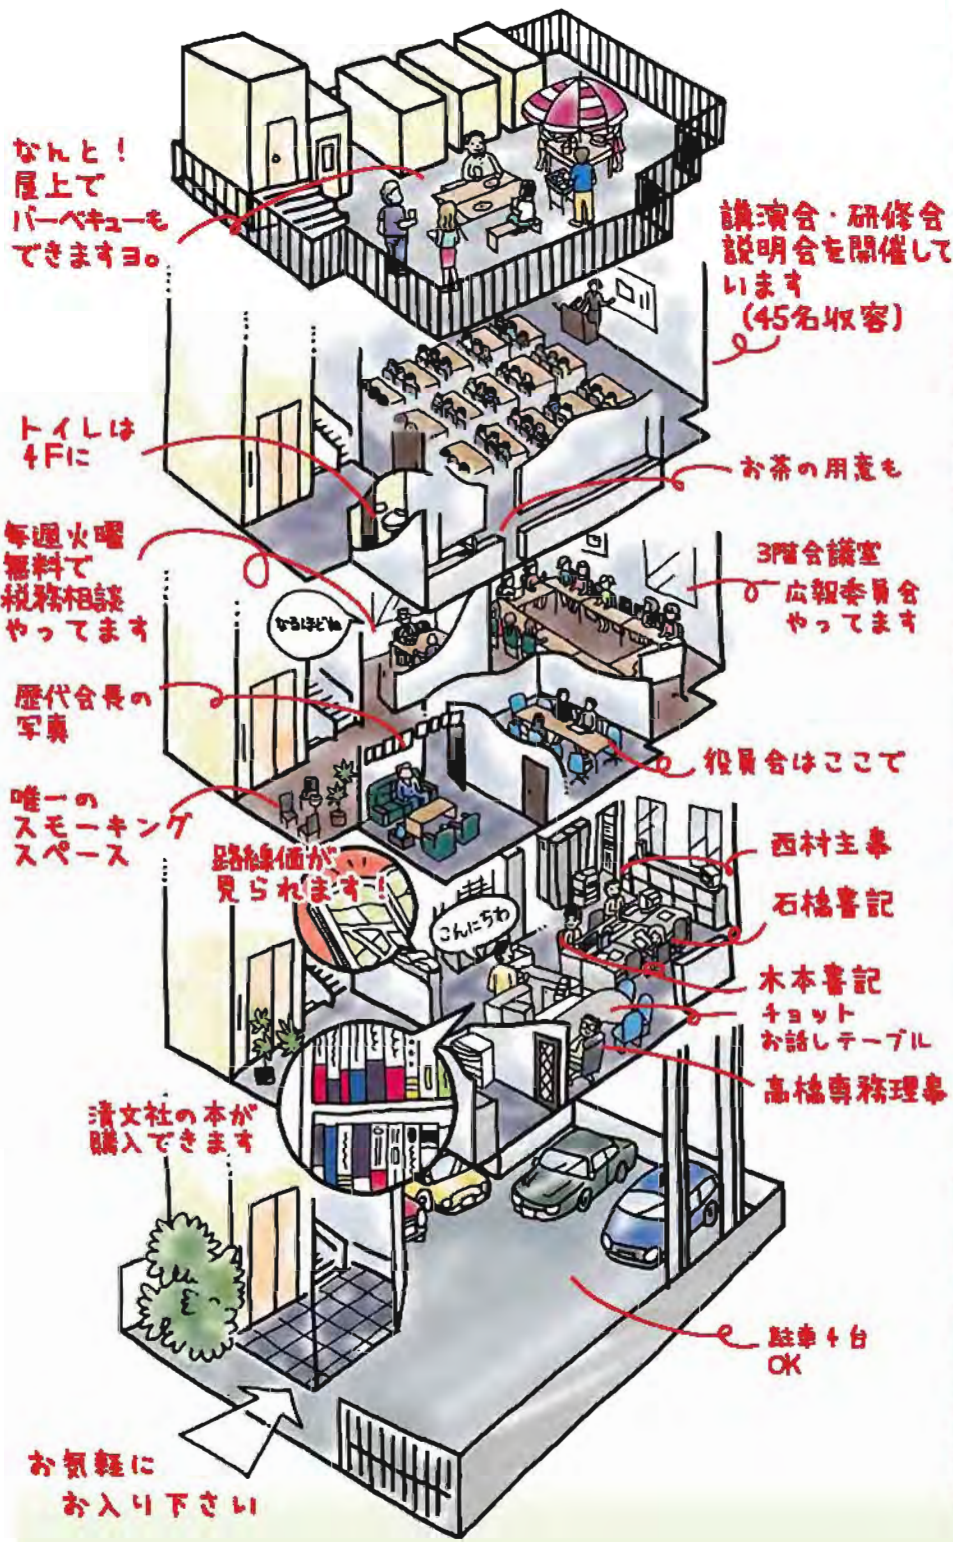 なんと！
屋上で
バーベキューも
できますヨ。
講演会・研修会
説明会を開催して
います
(45名収容)
トイレは
4Fに
お茶の用意も
毎週火曜
無料で
税務相談
やってます
なるほどね
3階会議室
広報委員会
やってます
歴代会長の
写真
役員会はここで
唯一の
スモーキング
スペース
路線価が
見られます！
こんにちわ
西村主事
石橋書記
木本書記
チョット
お話しテーブル
高橋専務理事
清文社の本が
購入できます
駐車4台
OK
お気軽に
お入り下さい